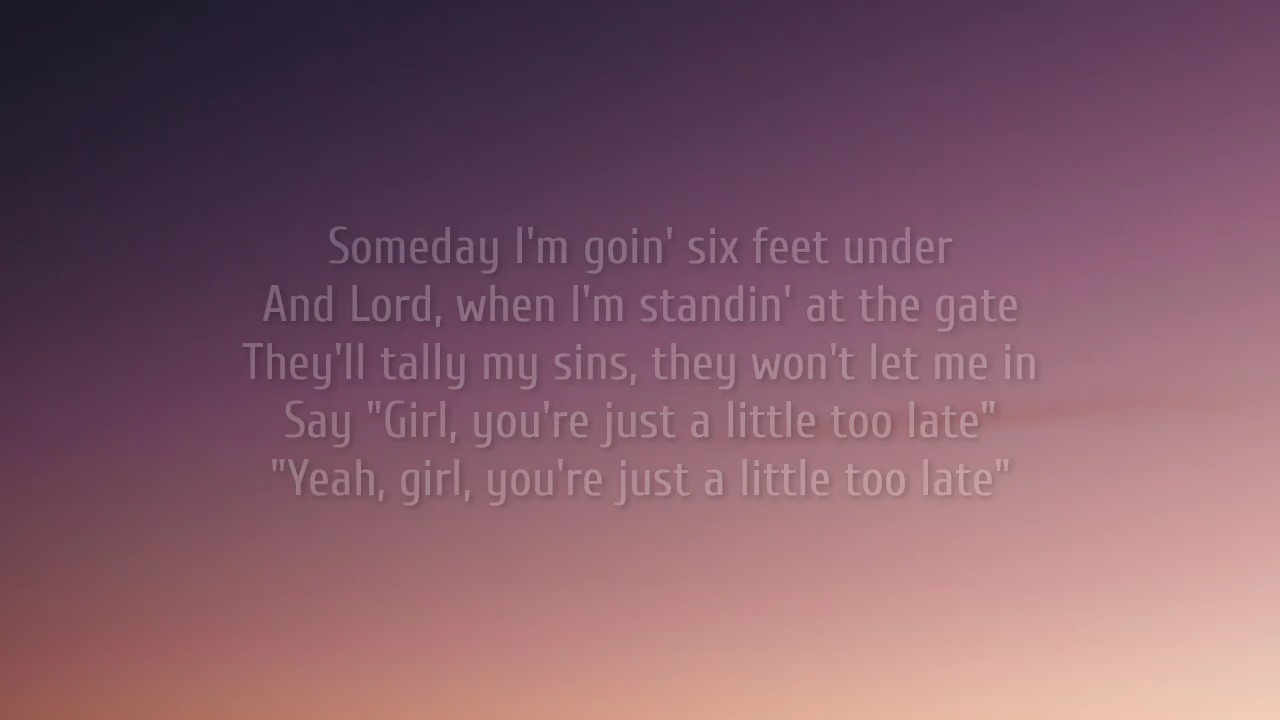 Someday I'm goin' six feet under
And Lord, when I'm standin' at the gate
They'll tally my sins, they won't let me in
Say "Girl, you're just a little too late"
"Yeah, girl, you're just a little too late"